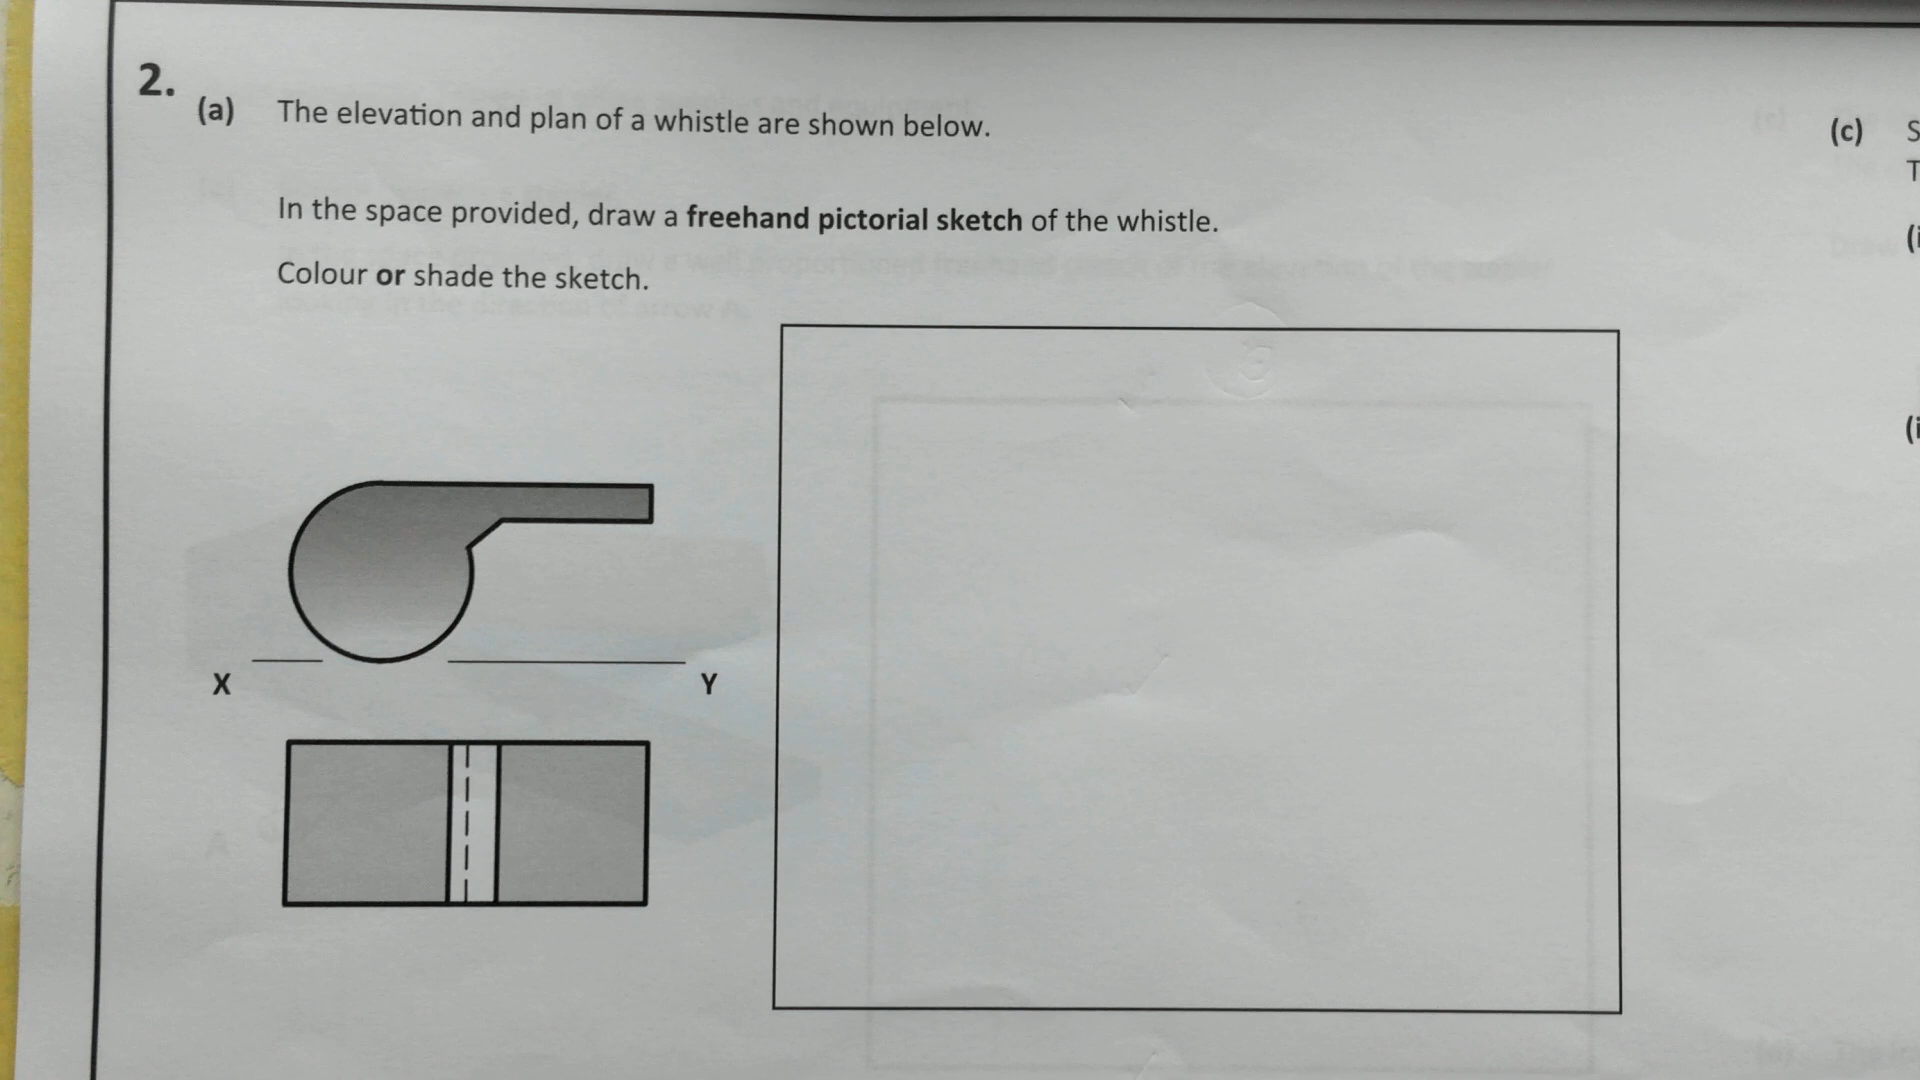 2.
(a) The elevation and plan of a whistle are shown below.
In the space provided, draw a freehand pictorial sketch of the whistle.
Colour or shade the sketch.
X Y
(c) S
T
(i
(i